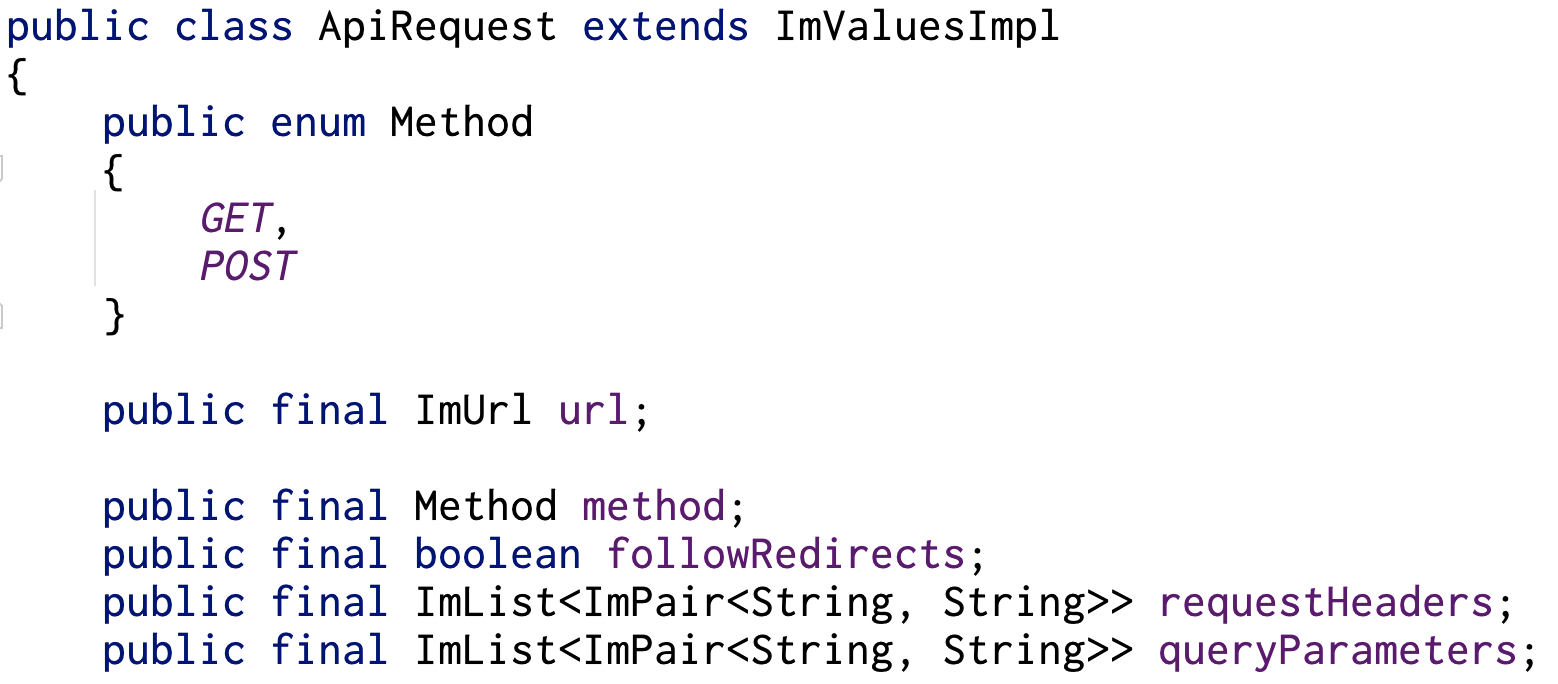 public class ApiRequest extends ImValuesImpl
{
    public enum Method
    {
        GET,
        POST
    }

    public final ImUrl url;

    public final Method method;
    public final boolean followRedirects;
    public final ImList<ImPair<String, String>> requestHeaders;
    public final ImList<ImPair<String, String>> queryParameters;